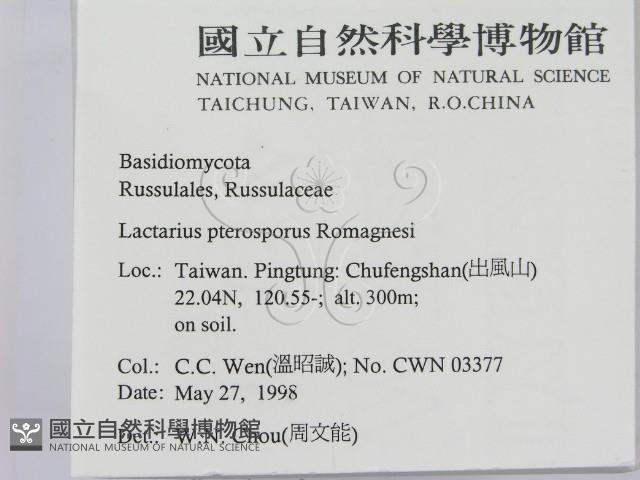 國立自然科學博物館
NATIONAL MUSEUM OF NATURAL SCIENCE
TAICHUNG, TAIWAN, R.O.CHINA
Basidiomycota
Russulales, Russulaceae
Lactarius pterosporus Romagnesi
Loc.: Taiwan. Pingtung: Chufengshan(出風山)
22.04N, 120.55-; alt. 300m;
on soil.
Col.: C.C. Wen(溫昭誠); No. CWN 03377
Date: May 27, 1998
Det.: W.N. Chou(周文能)
國立自然科學博物館
NATIONAL MUSEUM OF NATURAL SCIENCE